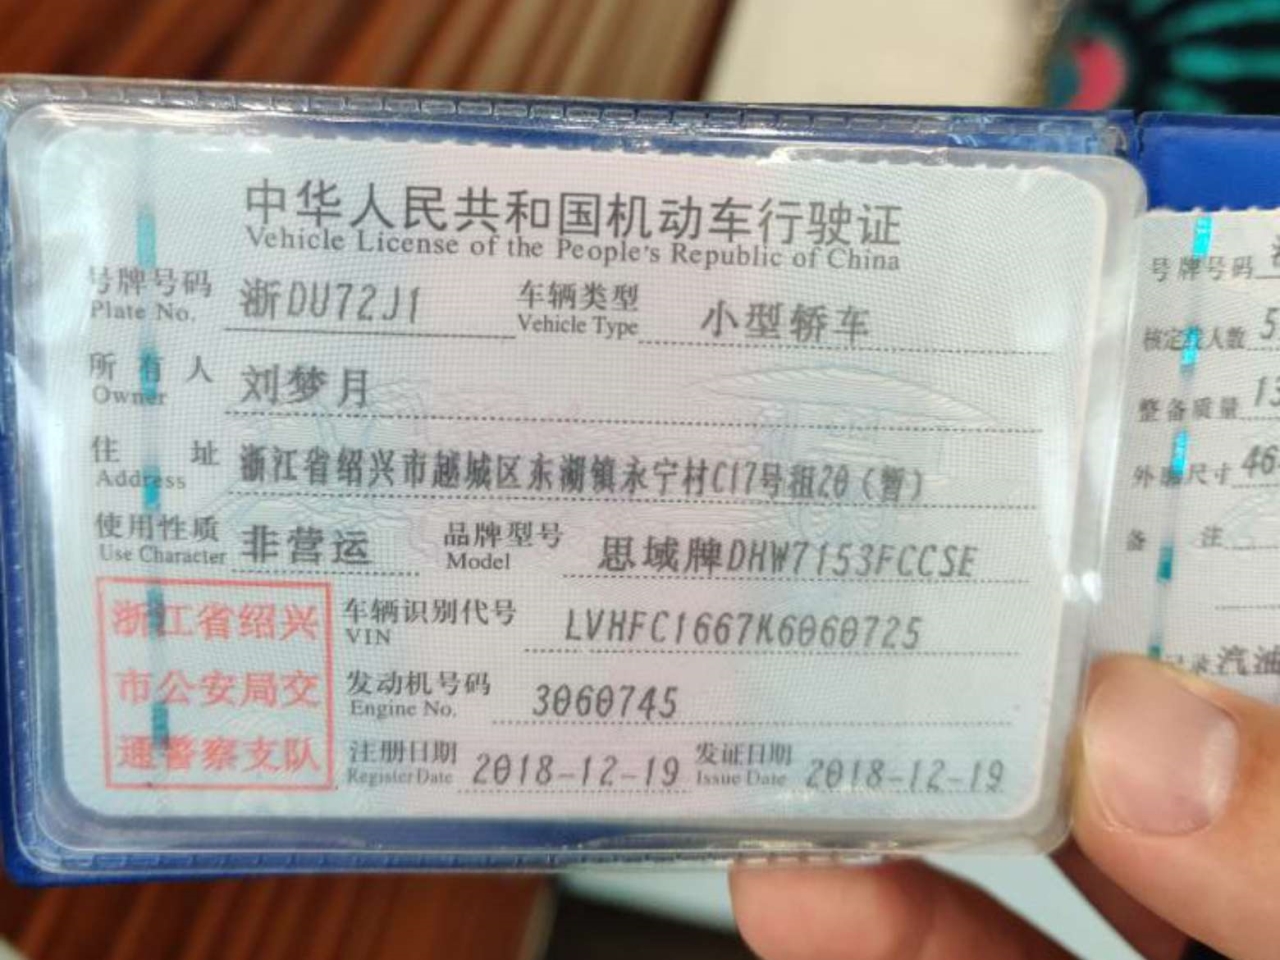 中华人民共和国机动车行驶证
Vehicle License of the People's Republic of China
号牌号码 浙DU72J1 车辆类型 小型轿车
Plate No. Vehicle Type
所有人 刘梦月
Owner
住址 浙江省绍兴市越城区东湖镇永宁村C17号租20（暂）
Address
使用性质 非营运 品牌型号 思域牌DHW7153FCCSE
Use Character Model
浙江省绍兴
市公安局交
通警察支队
车辆识别代号 LVHFC1667K6060725
VIN
发动机号码 3060745
Engine No.
注册日期 2018-12-19 发证日期 2018-12-19
Register Date Issue Date
号牌号码
核定载人数 5
整备质量 13
外廓尺寸 46
备注
记录 汽油